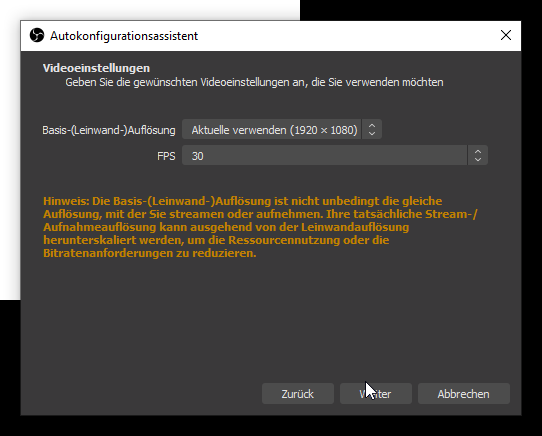 Autokonfigurationsassistent
Videoeinstellungen
Geben Sie die gewünschten Videoeinstellungen an, die Sie verwenden möchten
Basis-(Leinwand-)Auflösung Aktuelle verwenden (1920 × 1080)
FPS 30
Hinweis: Die Basis-(Leinwand-)Auflösung ist nicht unbedingt die gleiche
Auflösung, mit der Sie streamen oder aufnehmen. Ihre tatsächliche Stream-/
Aufnahmeauflösung kann ausgehend von der Leinwandauflösung
herunterskaliert werden, um die Ressourcennutzung oder die
Bitratenanforderungen zu reduzieren.
Zurück Weiter Abbrechen